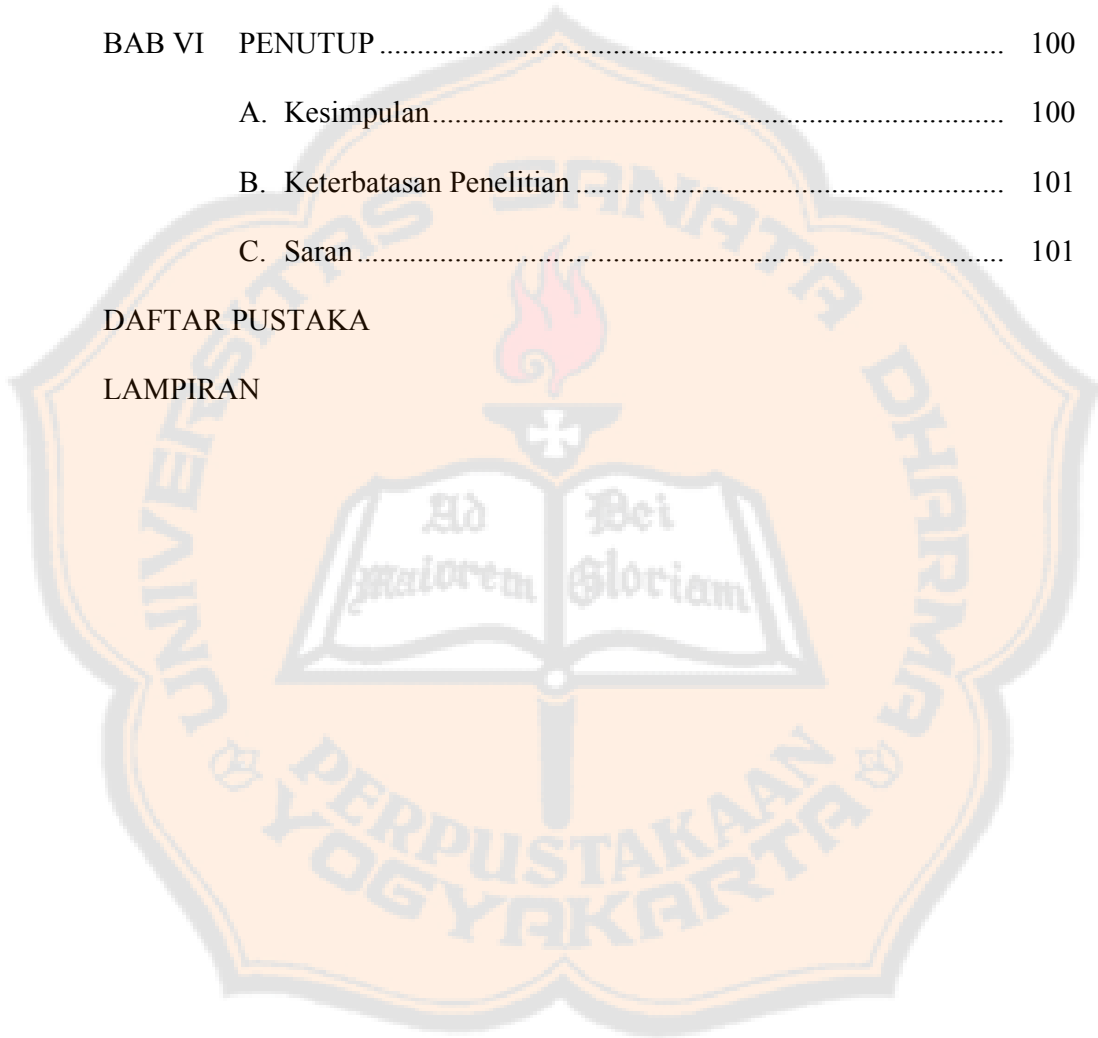 BAB VI PENUTUP ........................................................................ 100
A. Kesimpulan ........................................................................ 100
B. Keterbatasan Penelitian ........................................................................ 101
C. Saran ........................................................................ 101
DAFTAR PUSTAKA
LAMPIRAN
UNIVERSITAS SANATA DHARMA
Ad Maiorem
Dei Gloriam
PERPUSTAKAAN
YOGYAKARTA